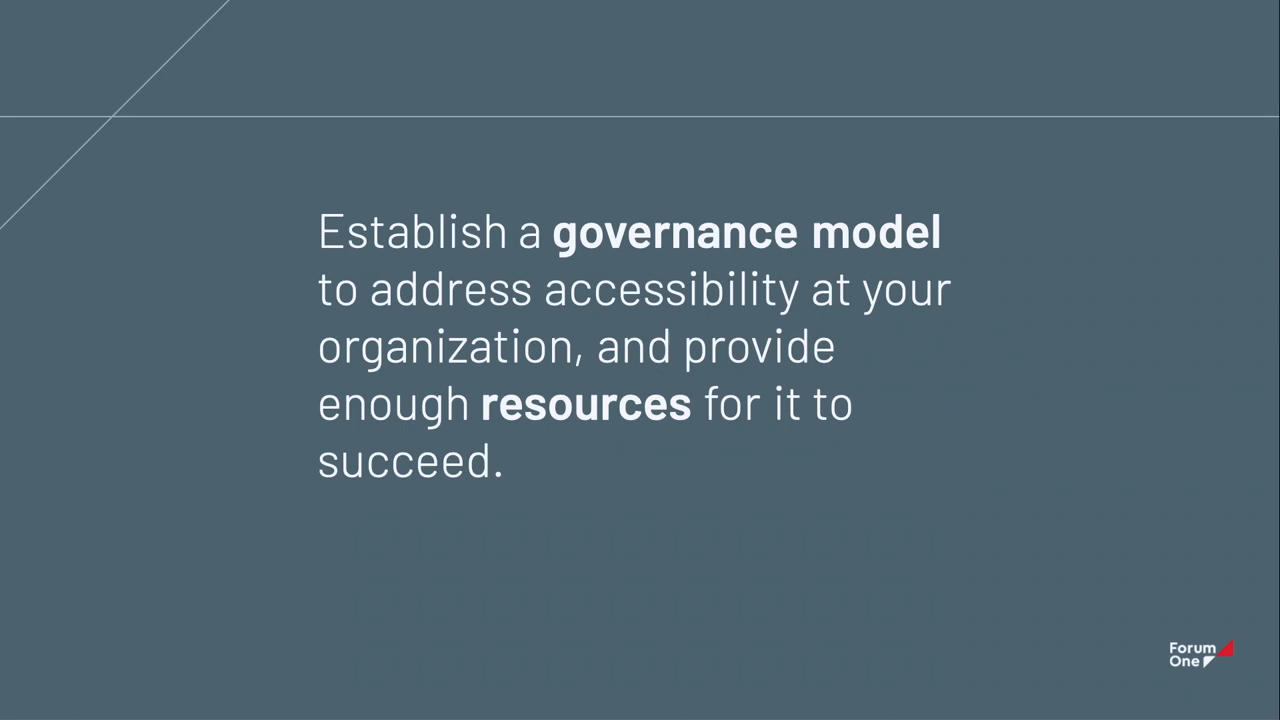 Establish a governance model
to address accessibility at your
organization, and provide
enough resources for it to
succeed.
Forum
One